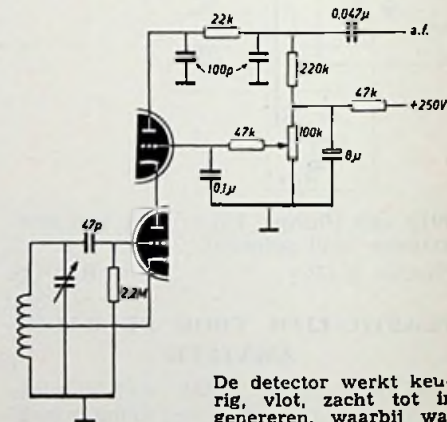 22k
0,047μ
a.f.
100p
220k
47k
+250V
47k
100k
0,1μ
8μ
47p
2,2M
De detector werkt keu-
rig, vlot, zacht tot in
genereren, waarbij wa-